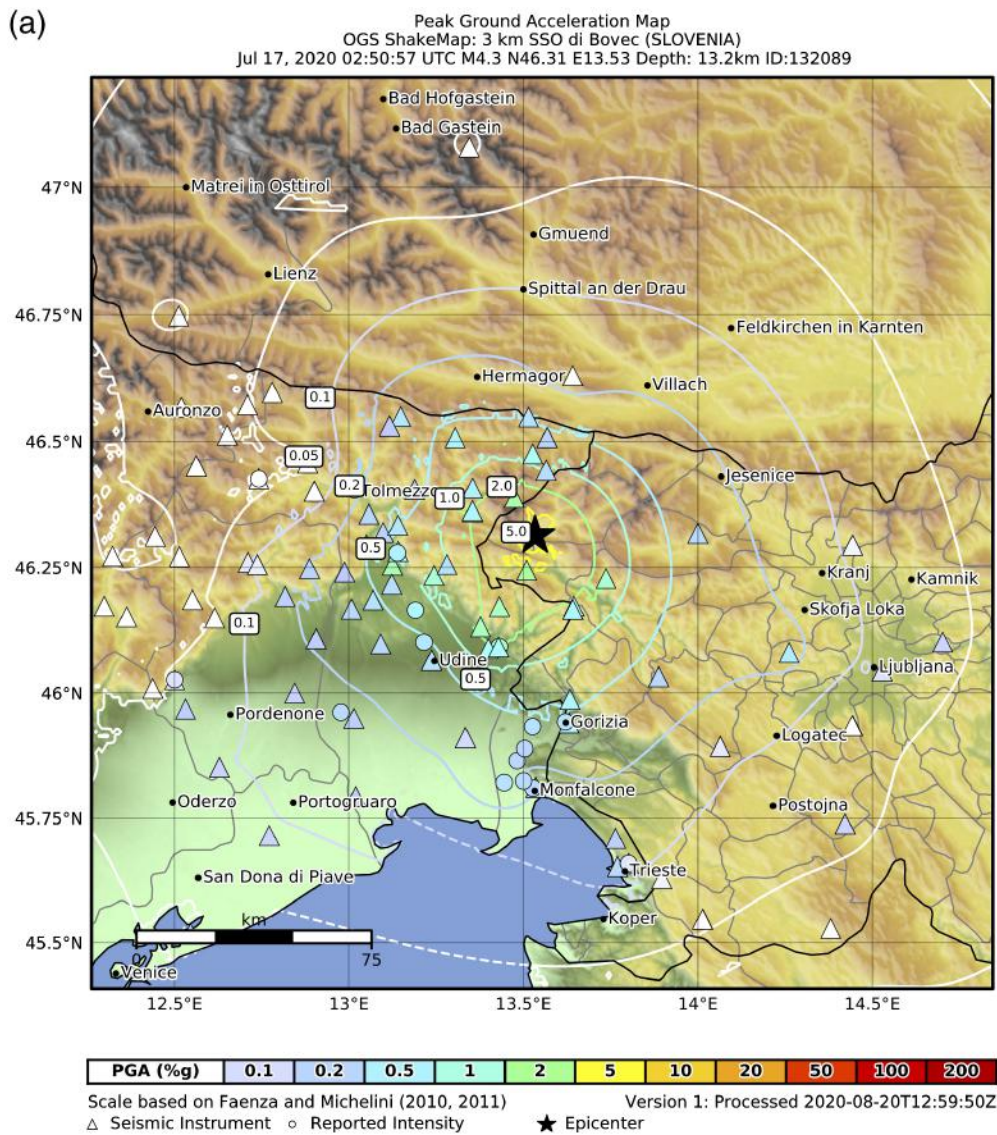 (a)
Peak Ground Acceleration Map
OGS ShakeMap: 3 km SSO di Bovec (SLOVENIA)
Jul 17, 2020 02:50:57 UTC M4.3 N46.31 E13.53 Depth: 13.2km ID:132089
Bad Hofgastein
Bad Gastein
47°N
Matrei in Osttirol
Gmuend
Lienz
Spittal an der Drau
46.75°N
Feldkirchen in Karnten
Hermagor
Villach
0.1
Auronzo
46.5°N
0.05
Jesenice
0.2
Tolmezzo
2.0
1.0
5.0
0.5
46.25°N
Kranj
Kamnik
Skofja Loka
0.1
Udine
Ljubljana
0.5
46°N
Pordenone
Gorizia
Logatec
Oderzo
Portogruaro
Monfalcone
Postojna
45.75°N
San Dona di Piave
Trieste
km
Koper
45.5°N
0
75
Venice
12.5°E
13°E
13.5°E
14°E
14.5°E
PGA (%g) 0.1 0.2 0.5 1 2 5 10 20 50 100 200
Scale based on Faenza and Michelini (2010, 2011) Version 1: Processed 2020-08-20T12:59:50Z
△ Seismic Instrument ○ Reported Intensity ★ Epicenter